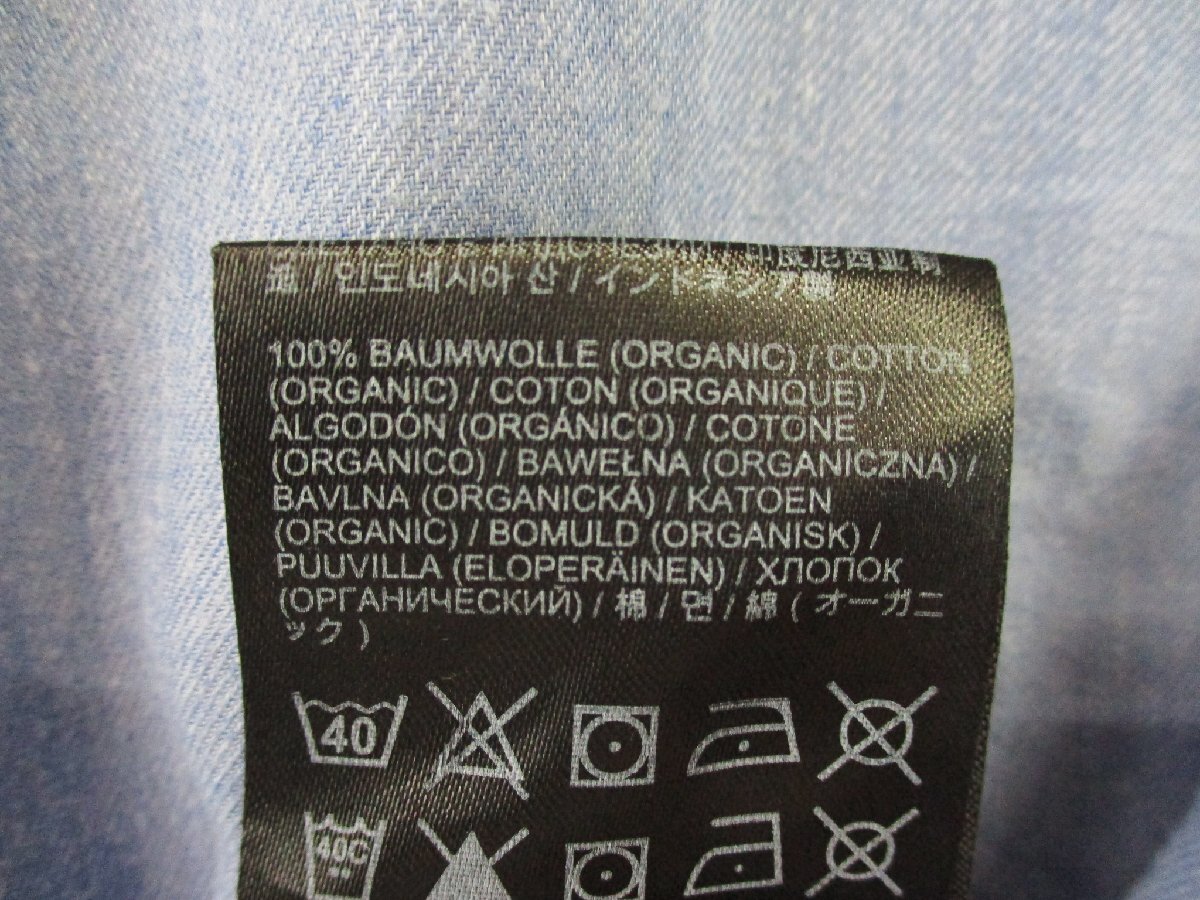 인도네시아 산 / インドネシア製
100% BAUMWOLLE (ORGANIC) / COTTON
(ORGANIC) / COTON (ORGANIQUE) /
ALGODÓN (ORGÁNICO) / COTONE
(ORGANICO) / BAWEŁNA (ORGANICZNA) /
BAVLNA (ORGANICKÁ) / KATOEN
(ORGANIC) / BOMULD (ORGANISK) /
PUUVILLA (ELOPERÄINEN) / ХЛОПОК
(ОРГАНИЧЕСКИЙ) / 棉 / 면 / 綿 ( オーガニ
ック )
40
40C